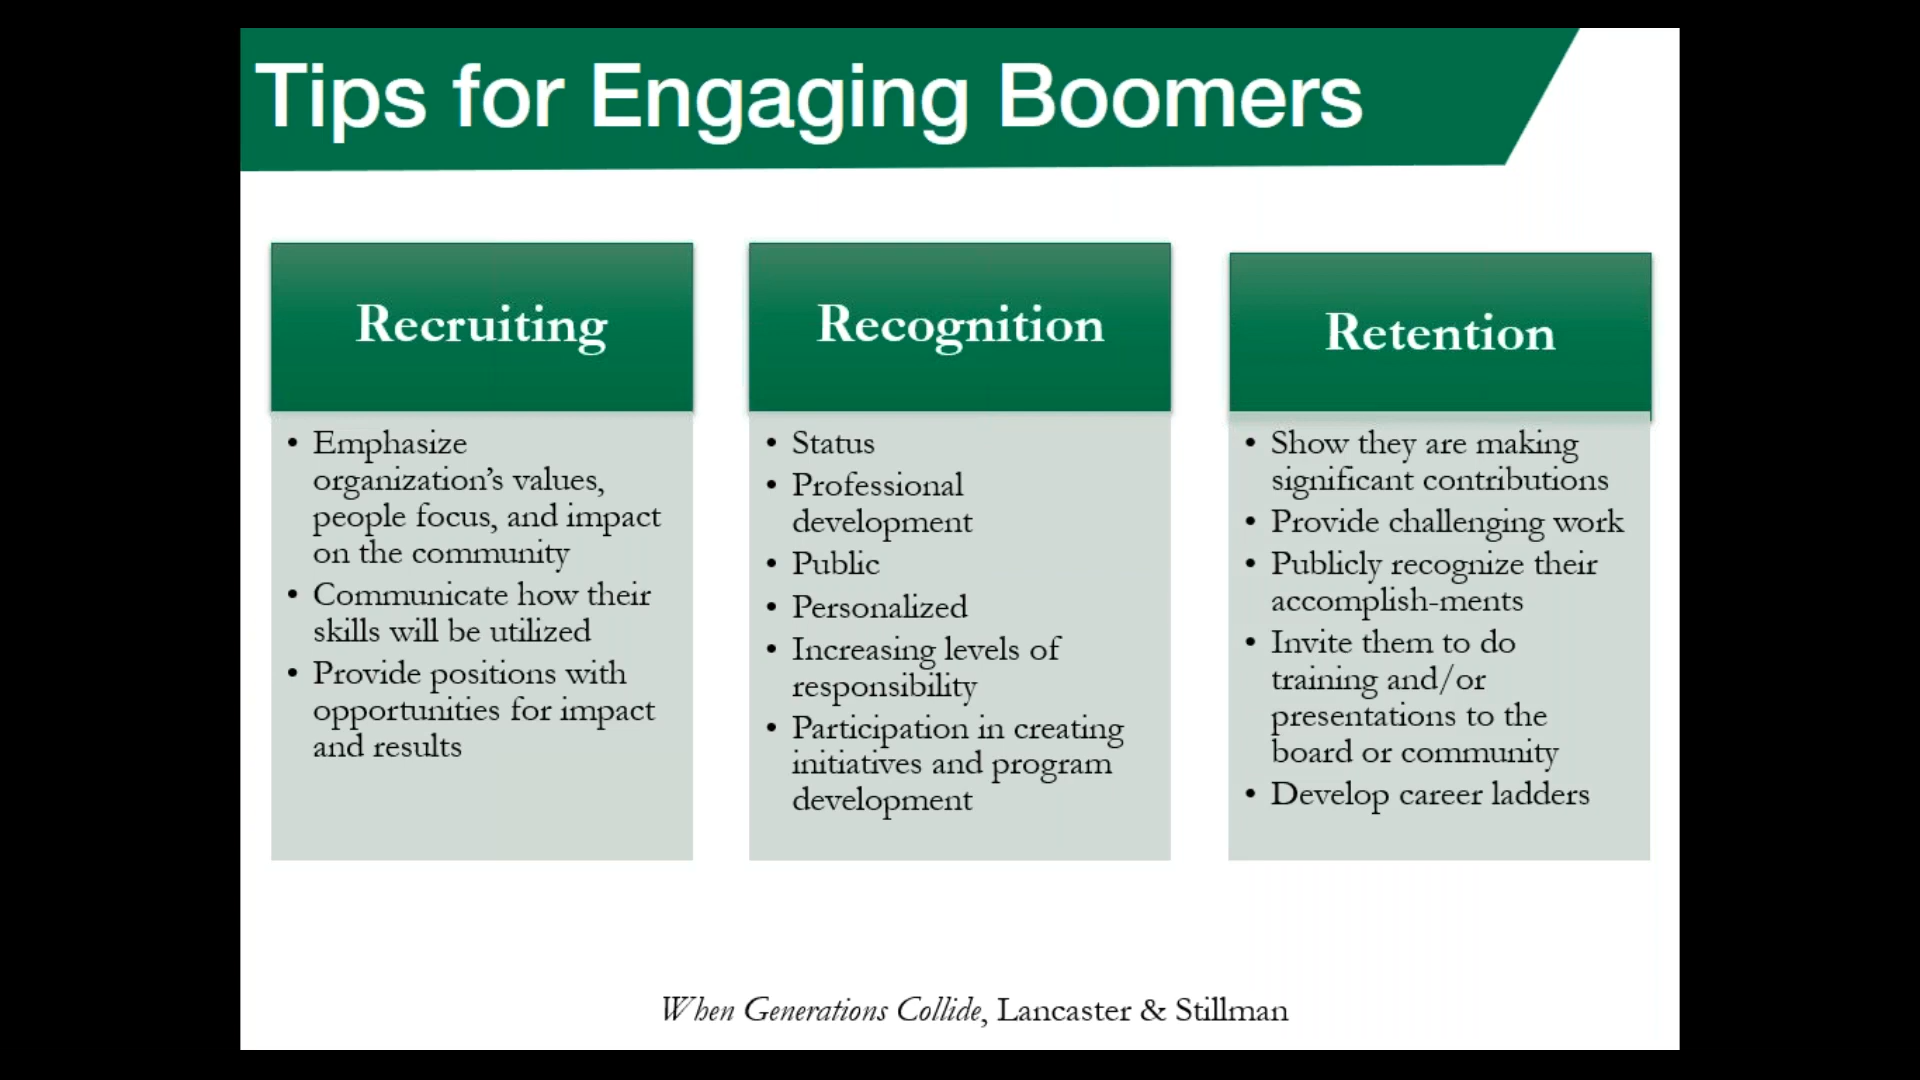 Tips for Engaging Boomers
Recruiting
• Emphasize
organization’s values,
people focus, and impact
on the community
• Communicate how their
skills will be utilized
• Provide positions with
opportunities for impact
and results
Recognition
• Status
• Professional
development
• Public
• Personalized
• Increasing levels of
responsibility
• Participation in creating
initiatives and program
development
Retention
• Show they are making
significant contributions
• Provide challenging work
• Publicly recognize their
accomplish-ments
• Invite them to do
training and/or
presentations to the
board or community
• Develop career ladders
When Generations Collide, Lancaster & Stillman